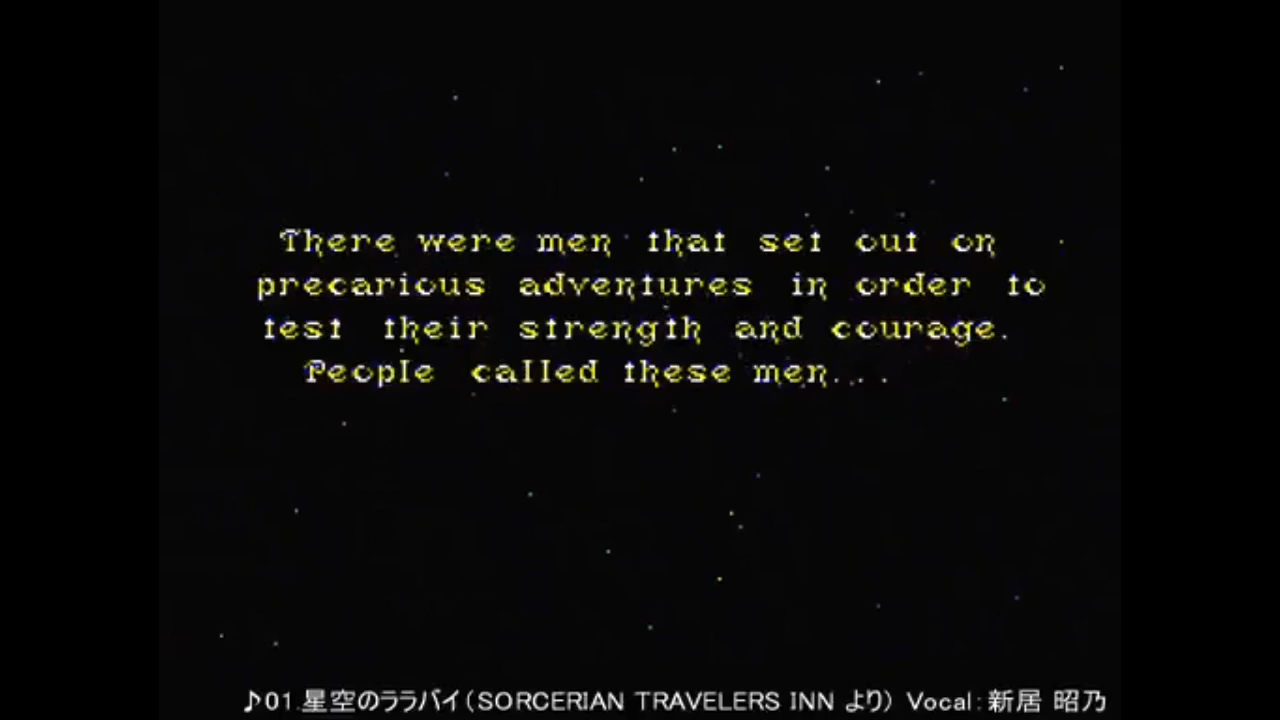 There were men that set out on
precarious adventures in order to
test their strength and courage.
People called these men...
♪01.星空のララバイ(SORCERIAN TRAVELERS INN より) Vocal:新居 昭乃